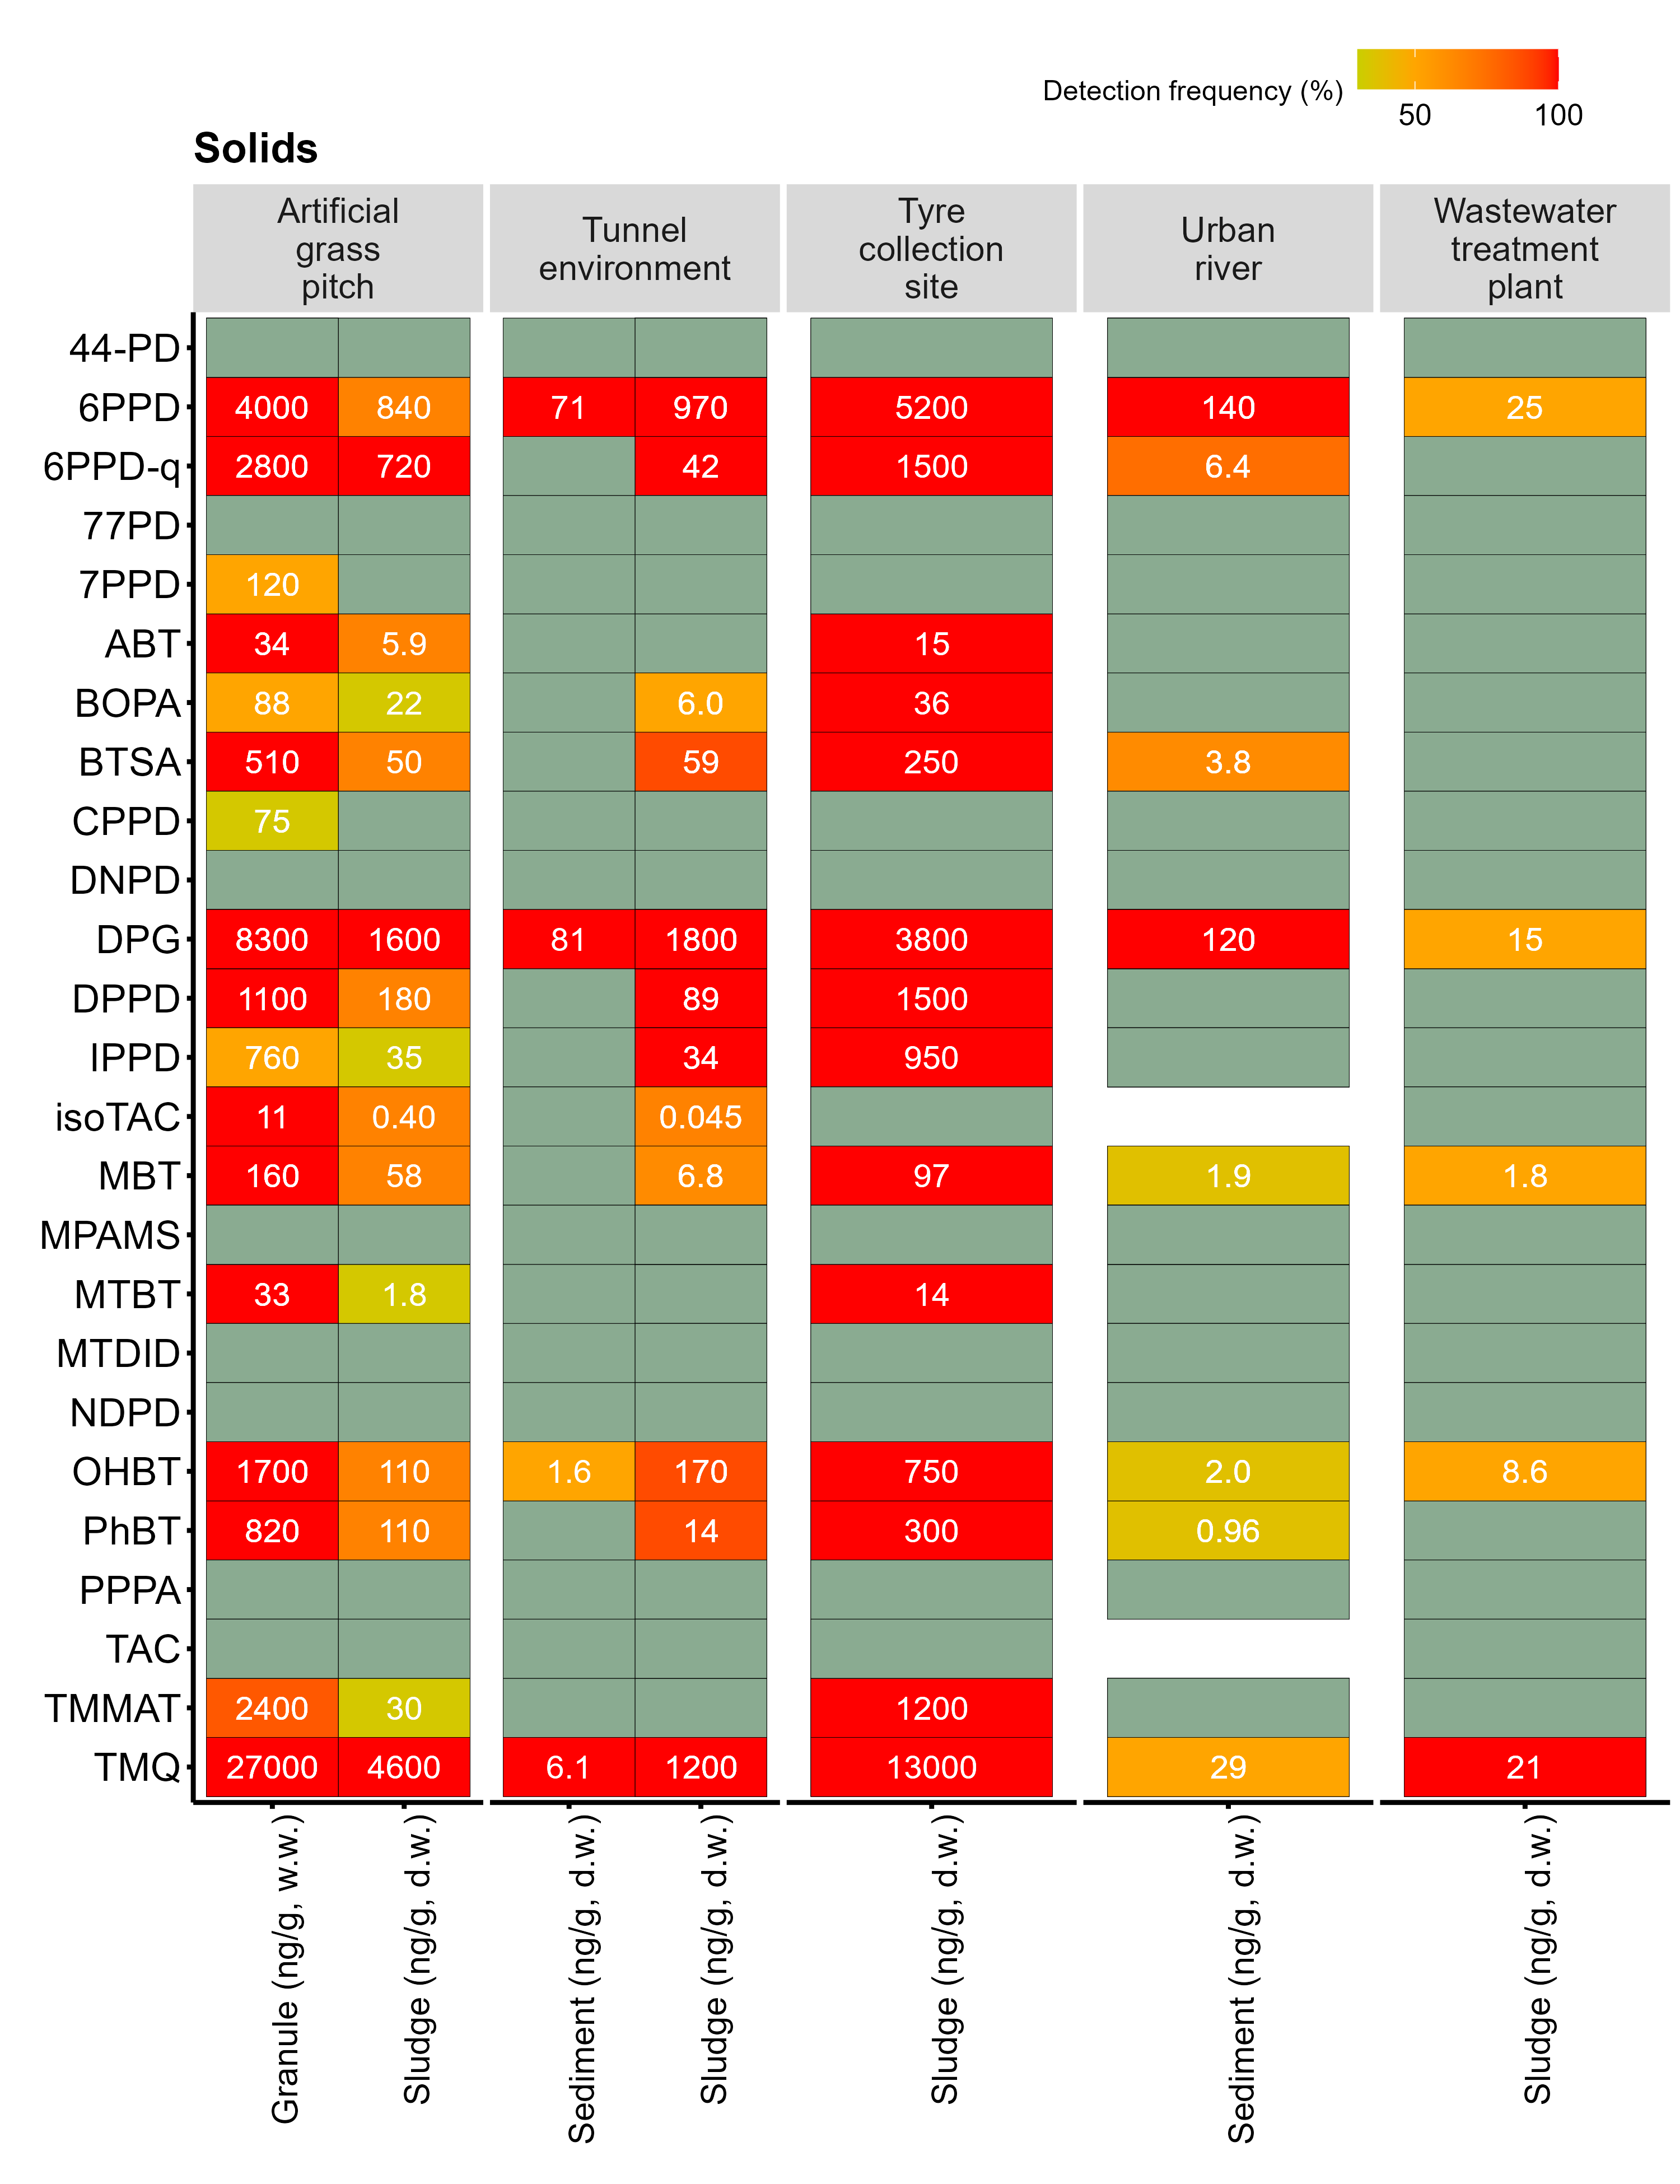 Detection frequency (%)
50 100
Solids
Artificial
grass
pitch
Tunnel
environment
Tyre
collection
site
Urban
river
Wastewater
treatment
plant
44-PD
6PPD 4000 840 71 970 5200 140 25
6PPD-q 2800 720 42 1500 6.4
77PD
7PPD 120
ABT 34 5.9 15
BOPA 88 22 6.0 36
BTSA 510 50 59 250 3.8
CPPD 75
DNPD
DPG 8300 1600 81 1800 3800 120 15
DPPD 1100 180 89 1500
IPPD 760 35 34 950
isoTAC 11 0.40 0.045
MBT 160 58 6.8 97 1.9 1.8
MPAMS
MTBT 33 1.8 14
MTDID
NDPD
OHBT 1700 110 1.6 170 750 2.0 8.6
PhBT 820 110 14 300 0.96
PPPA
TAC
TMMAT 2400 30 1200
TMQ 27000 4600 6.1 1200 13000 29 21
Granule (ng/g, w.w.)
Sludge (ng/g, d.w.)
Sediment (ng/g, d.w.)
Sludge (ng/g, d.w.)
Sludge (ng/g, d.w.)
Sediment (ng/g, d.w.)
Sludge (ng/g, d.w.)